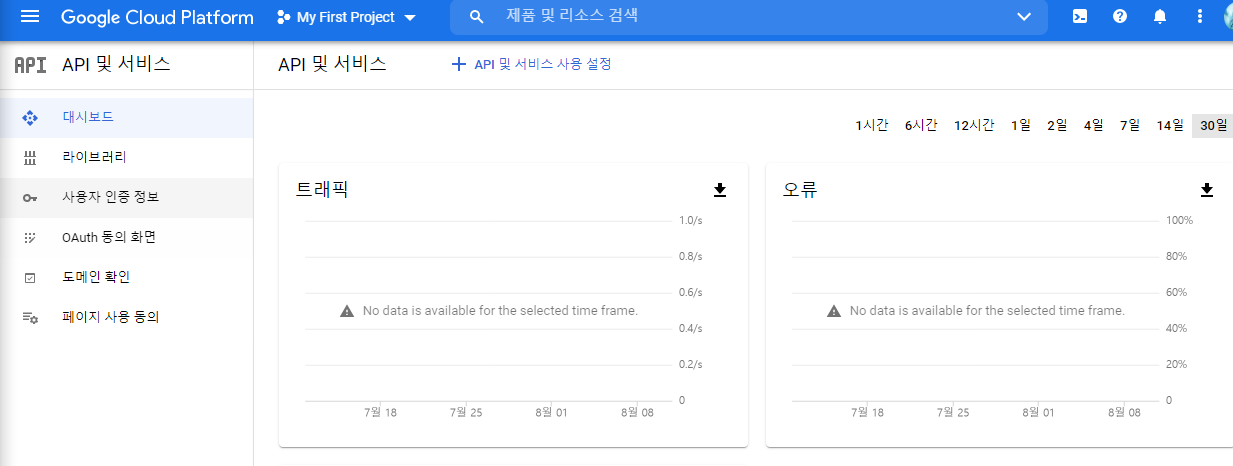 Google Cloud Platform
My First Project
제품 및 리소스 검색
API
API 및 서비스
API 및 서비스
API 및 서비스 사용 설정
대시보드
라이브러리
사용자 인증 정보
OAuth 동의 화면
도메인 확인
페이지 사용 동의
1시간 6시간 12시간 1일 2일 4일 7일 14일 30일
트래픽
1.0/s
0.8/s
0.6/s
No data is available for the selected time frame.
0.4/s
0.2/s
0
7월 18 7월 25 8월 01 8월 08
오류
100%
80%
60%
No data is available for the selected time frame.
40%
20%
0
7월 18 7월 25 8월 01 8월 08